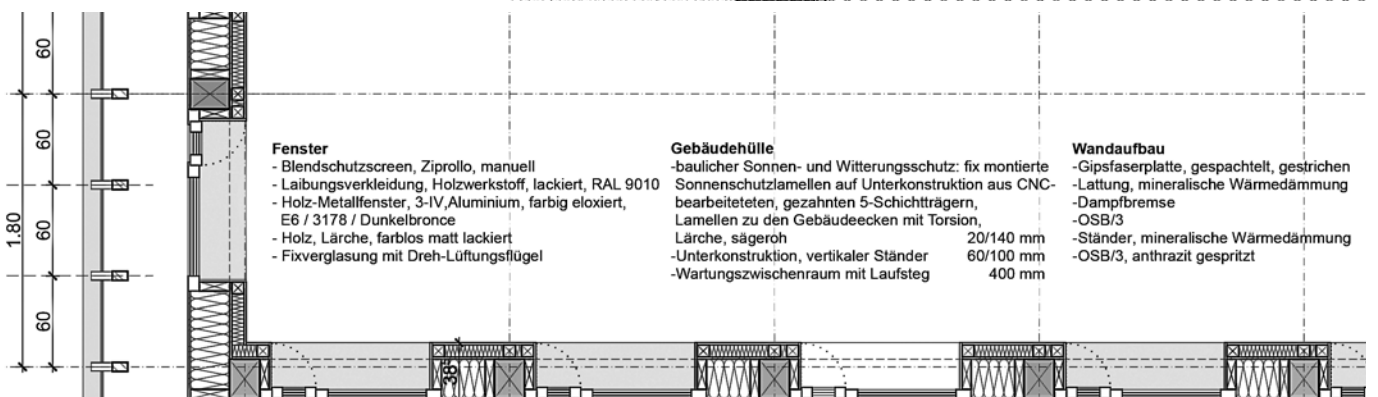 60
60
60
60
1.80
Fenster
- Blendschutzscreen, Ziprollo, manuell
- Laibungsverkleidung, Holzwerkstoff, lackiert, RAL 9010
- Holz-Metallfenster, 3-IV,Aluminium, farbig eloxiert,
E6 / 3178 / Dunkelbronce
- Holz, Lärche, farblos matt lackiert
- Fixverglasung mit Dreh-Lüftungsflügel
Gebäudehülle
-baulicher Sonnen- und Witterungsschutz: fix montierte
Sonnenschutzlamellen auf Unterkonstruktion aus CNC-
bearbeiteteten, gezahnten 5-Schichtträgern,
Lamellen zu den Gebäudeecken mit Torsion,
Lärche, sägeroh 20/140 mm
-Unterkonstruktion, vertikaler Ständer 60/100 mm
-Wartungszwischenraum mit Laufsteg 400 mm
Wandaufbau
-Gipsfaserplatte, gespachtelt, gestrichen
-Lattung, mineralische Wärmedämmung
-Dampfbremse
-OSB/3
-Ständer, mineralische Wärmedämmung
-OSB/3, anthrazit gespritzt